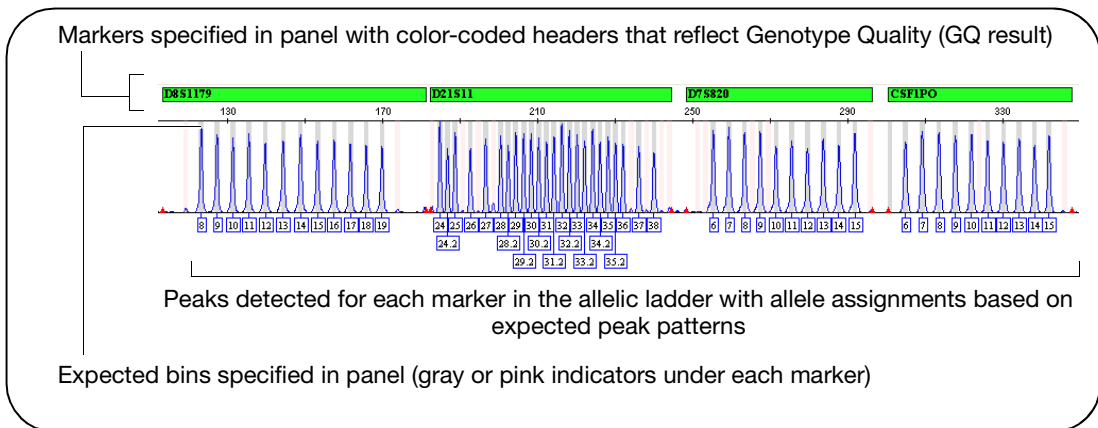 Markers specified in panel with color-coded headers that reflect Genotype Quality (GQ result)
D8S1179 D21S11 D7S820 CSF1PO
130 170 210 250 290 330
8 9 10 11 12 13 14 15 16 17 18 19 24 25 26 27 28 29 30 31 32 33 34 35 36 37 38 6 7 8 9 10 11 12 13 14 15 6 7 8 9 10 11 12 13 14 15
24.2 28.2 30.2 32.2 34.2
29.2 31.2 33.2 35.2
Peaks detected for each marker in the allelic ladder with allele assignments based on
expected peak patterns
Expected bins specified in panel (gray or pink indicators under each marker)